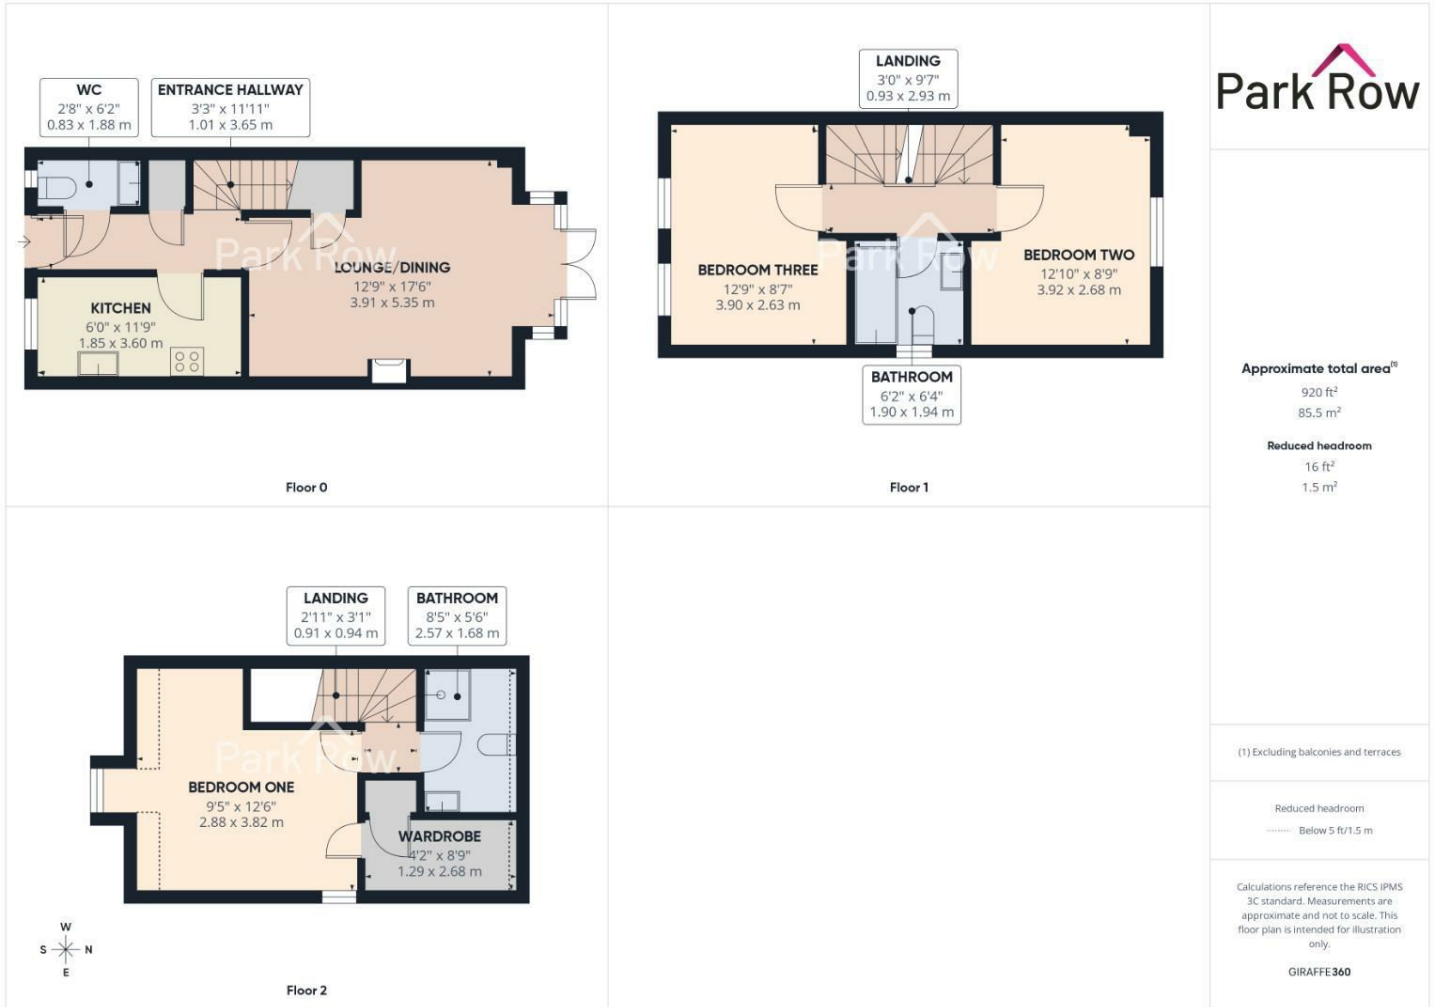 WC
2'8" x 6'2"
0.83 x 1.88 m
ENTRANCE HALLWAY
3'3" x 11'11"
1.01 x 3.65 m
Park Row
LOUNGE/DINING
12'9" x 17'6"
3.91 x 5.35 m
KITCHEN
6'0" x 11'9"
1.85 x 3.60 m
Floor 0
LANDING
3'0" x 9'7"
0.93 x 2.93 m
Park Row
BEDROOM THREE
12'9" x 8'7"
3.90 x 2.63 m
BEDROOM TWO
12'10" x 8'9"
3.92 x 2.68 m
BATHROOM
6'2" x 6'4"
1.90 x 1.94 m
Floor 1
LANDING
2'11" x 3'1"
0.91 x 0.94 m
BATHROOM
8'5" x 5'6"
2.57 x 1.68 m
Park Row
BEDROOM ONE
9'5" x 12'6"
2.88 x 3.82 m
WARDROBE
4'2" x 8'9"
1.29 x 2.68 m
W
S N
E
Floor 2
Park Row
Approximate total area(1)
920 ft²
85.5 m²
Reduced headroom
16 ft²
1.5 m²
(1) Excluding balconies and terraces
Reduced headroom
Below 5 ft/1.5 m
Calculations reference the RICS IPMS
3C standard. Measurements are
approximate and not to scale. This
floor plan is intended for illustration
only.
GIRAFFE360